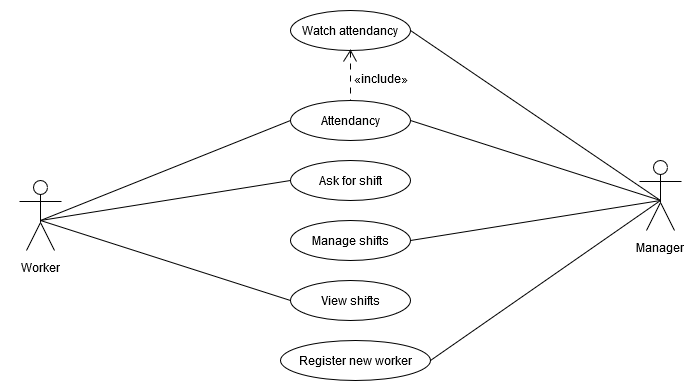 Watch attendancy
«include»
Attendancy
Ask for shift
Manage shifts
Manager
Worker
View shifts
Register new worker